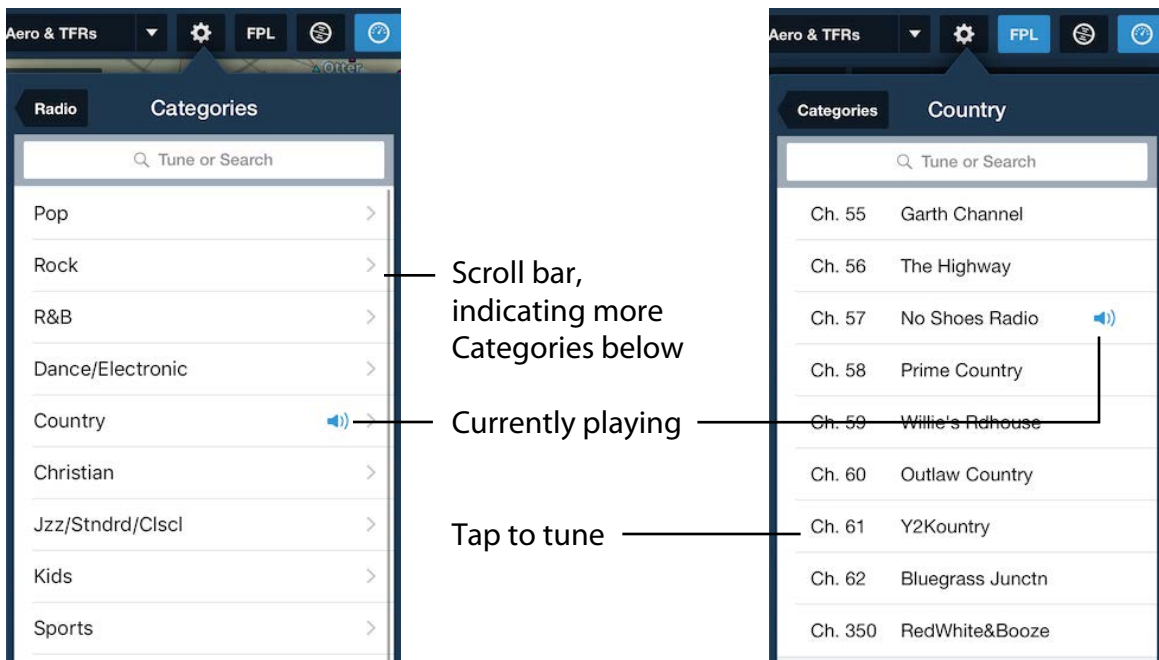 Aero & TFRs
FPL
Otter
Radio
Categories
Tune or Search
Pop
Rock
R&B
Dance/Electronic
Country
Christian
Jzz/Stndrd/Clscl
Kids
Sports
Scroll bar,
indicating more
Categories below
Currently playing
Tap to tune
Aero & TFRs
FPL
Categories
Country
Tune or Search
Ch. 55 Garth Channel
Ch. 56 The Highway
Ch. 57 No Shoes Radio
Ch. 58 Prime Country
Ch. 59 Willie's Rdhouse
Ch. 60 Outlaw Country
Ch. 61 Y2Kountry
Ch. 62 Bluegrass Junctn
Ch. 350 RedWhite&Booze